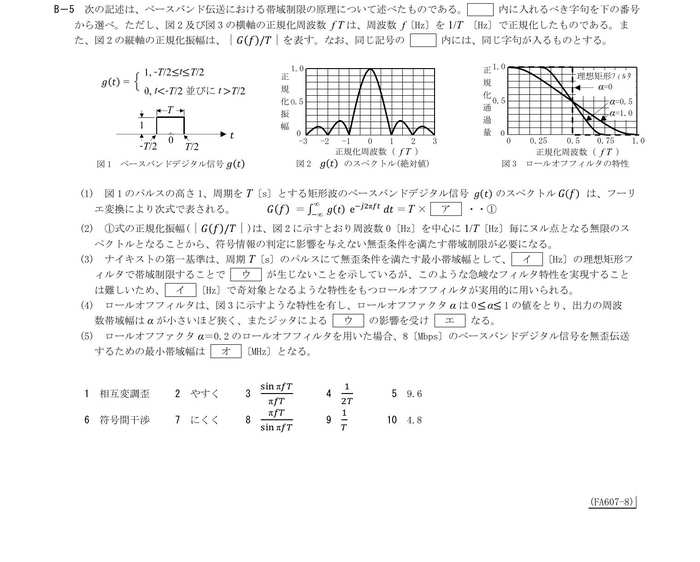 B－5 次の記述は、ベースバンド伝送における帯域制限の原理について述べたものである。□内に入れるべき字句を下の番号
から選べ。ただし、図2及び図3の横軸の正規化周波数 fTは、周波数 f〔Hz〕を 1/T〔Hz〕で正規化したものである。ま
た、図2の縦軸の正規化振幅は、｜G(f)/T｜を表す。なお、同じ記号の□内には、同じ字句が入るものとする。
g(t) = { 1, -T/2≤t≤T/2
0, t<-T/2 並びに t>T/2
T
1
-T/2 0 T/2 t
図1 ベースバンドデジタル信号 g(t)
正規化振幅
1.0
0.5
0
-3 -2 -1 0 1 2 3
正規化周波数 (fT)
図2 g(t) のスペクトル(絶対値)
正規化通過量
1.0
0.5
0
理想矩形フィルタ
α=0
α=0.5
α=1.0
0 0.25 0.5 0.75 1.0
正規化周波数 (fT)
図3 ロールオフフィルタの特性
(1) 図1のパルスの高さ1、周期を T〔s〕とする矩形波のベースバンドデジタル信号 g(t) のスペクトル G(f) は、フーリ
エ変換により次式で表される。 G(f) = ∫_{-∞}^{∞} g(t) e^{-j2πft} dt = T × ア ・・①
(2) ①式の正規化振幅(｜G(f)/T｜)は、図2に示すとおり周波数0〔Hz〕を中心に 1/T〔Hz〕毎にヌル点となる無限のス
ペクトルとなることから、符号情報の判定に影響を与えない無歪条件を満たす帯域制限が必要になる。
(3) ナイキストの第一基準は、周期 T〔s〕のパルスにて無歪条件を満たす最小帯域幅として、イ〔Hz〕の理想矩形フ
ィルタで帯域制限することで ウ が生じないことを示しているが、このような急峻なフィルタ特性を実現すること
は難しいため、イ〔Hz〕で奇対象となるような特性をもつロールオフフィルタが実用的に用いられる。
(4) ロールオフフィルタは、図3に示すような特性を有し、ロールオフファクタ α は 0≤α≤1 の値をとり、出力の周波
数帯域幅は α が小さいほど狭く、またジッタによる ウ の影響を受け エ なる。
(5) ロールオフファクタ α=0.2 のロールオフフィルタを用いた場合、8〔Mbps〕のベースバンドデジタル信号を無歪伝送
するための最小帯域幅は オ〔MHz〕となる。
1 相互変調歪 2 やすく 3 sin πfT / πfT 4 1/2T 5 9.6
6 符号間干渉 7 にくく 8 πfT / sin πfT 9 1/T 10 4.8
(FA607-8)